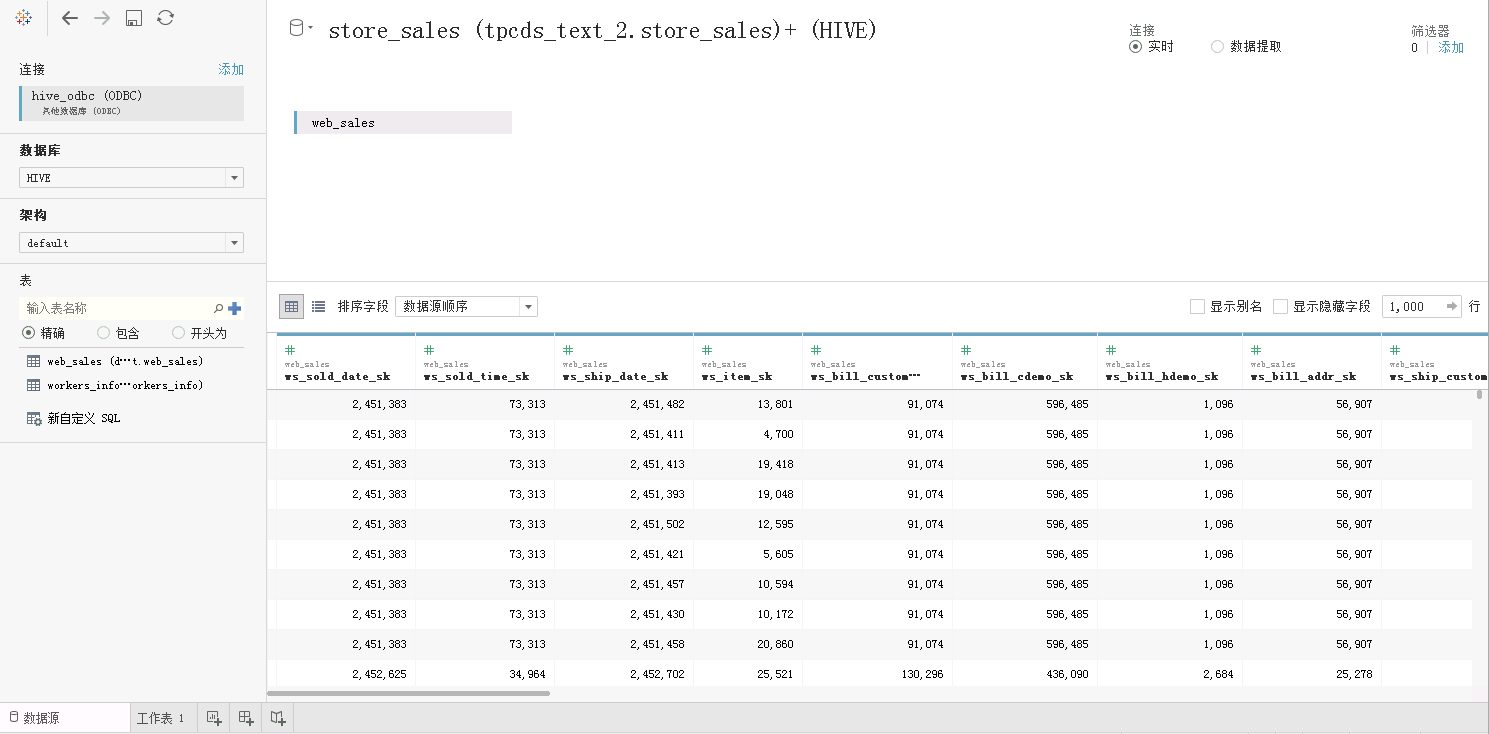 store_sales (tpcds_text_2.store_sales)+ (HIVE)
连接
实时
数据提取
筛选器
0
添加
连接
添加
hive_odbc (ODBC)
其他数据库 (ODBC)
数据库
HIVE
架构
default
表
输入表名称
精确
包含
开头为
web_sales (d⋯t.web_sales)
workers_info⋯orkers_info)
新自定义 SQL
web_sales
排序字段
数据源顺序
显示别名
显示隐藏字段
1,000
行
web_sales web_sales web_sales web_sales web_sales web_sales web_sales web_sales web_sales
ws_sold_date_sk ws_sold_time_sk ws_ship_date_sk ws_item_sk ws_bill_custom⋯ ws_bill_cdemo_sk ws_bill_hdemo_sk ws_bill_addr_sk ws_ship_custom
2,451,383 73,313 2,451,482 13,801 91,074 596,485 1,096 56,907
2,451,383 73,313 2,451,411 4,700 91,074 596,485 1,096 56,907
2,451,383 73,313 2,451,413 19,418 91,074 596,485 1,096 56,907
2,451,383 73,313 2,451,393 19,048 91,074 596,485 1,096 56,907
2,451,383 73,313 2,451,502 12,595 91,074 596,485 1,096 56,907
2,451,383 73,313 2,451,421 5,605 91,074 596,485 1,096 56,907
2,451,383 73,313 2,451,457 10,594 91,074 596,485 1,096 56,907
2,451,383 73,313 2,451,430 10,172 91,074 596,485 1,096 56,907
2,451,383 73,313 2,451,458 20,860 91,074 596,485 1,096 56,907
2,452,625 34,964 2,452,702 25,521 130,296 436,090 2,684 25,278
数据源
工作表 1